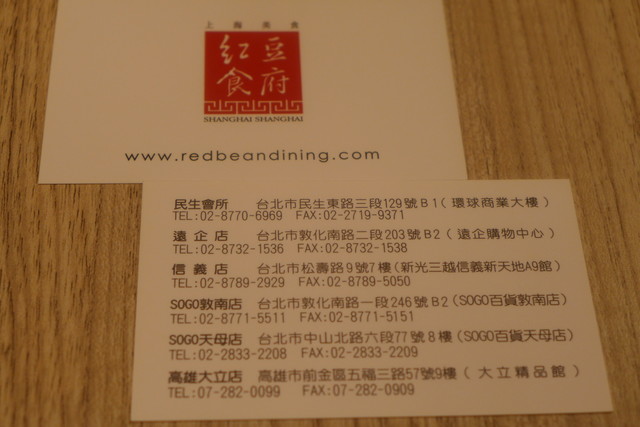 上海美食
紅豆
食府
SHANGHAI SHANGHAI
www.redbeandining.com
民生會所 台北市民生東路三段129號B1(環球商業大樓)
TEL:02-8770-6969 FAX:02-2719-9371
遠企店 台北市敦化南路二段203號B2(遠企購物中心)
TEL:02-8732-1536 FAX:02-8732-1538
信義店 台北市松壽路9號7樓(新光三越信義新天地A9館)
TEL:02-8789-2929 FAX:02-8789-5050
SOGO敦南店 台北市敦化南路一段246號B2(SOGO百貨敦南店)
TEL:02-8771-5511 FAX:02-8771-5151
SOGO天母店 台北市中山北路六段77號8樓(SOGO百貨天母店)
TEL:02-2833-2208 FAX:02-2833-2209
高雄大立店 高雄市前金區五福三路57號9樓(大立精品館)
TEL:07-282-0099 FAX:07-282-0909